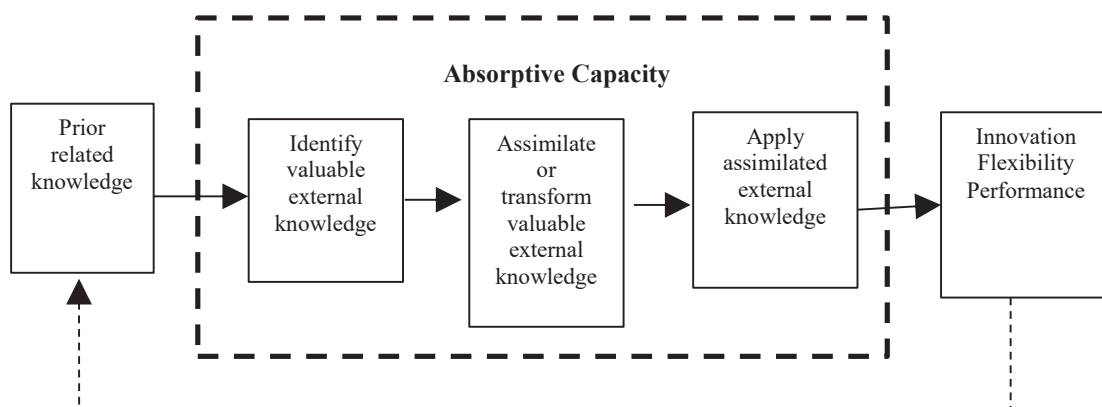 Absorptive Capacity
Prior
related
knowledge
Identify
valuable
external
knowledge
Assimilate
or
transform
valuable
external
knowledge
Apply
assimilated
external
knowledge
Innovation
Flexibility
Performance